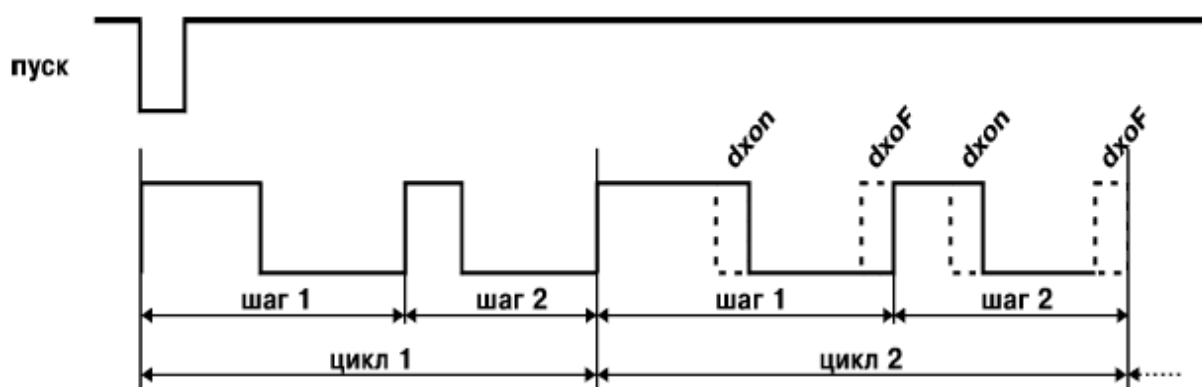 пуск
dxon dxoF dxon dxoF
шаг 1 шаг 2 шаг 1 шаг 2
цикл 1 цикл 2